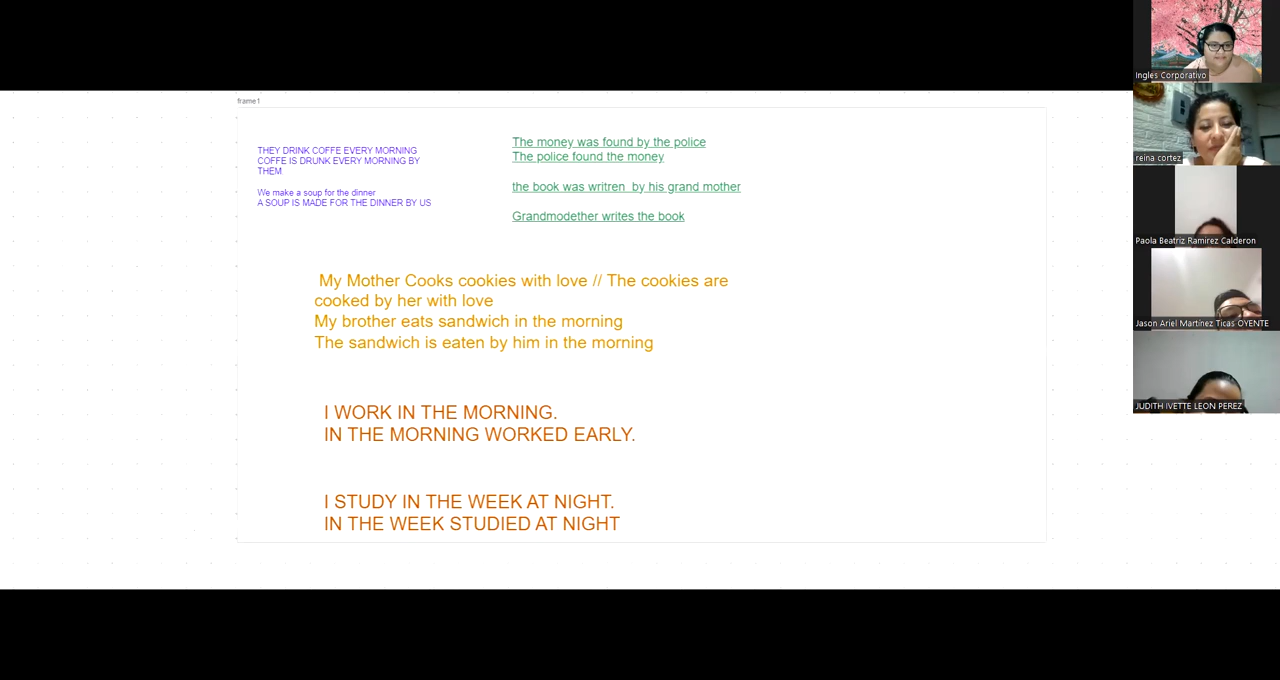 frame1
THEY DRINK COFFE EVERY MORNING
COFFE IS DRUNK EVERY MORNING BY
THEM
We make a soup for the dinner
A SOUP IS MADE FOR THE DINNER BY US
The money was found by the police
The police found the money
the book was writren by his grand mother
Grandmodether writes the book
My Mother Cooks cookies with love // The cookies are
cooked by her with love
My brother eats sandwich in the morning
The sandwich is eaten by him in the morning
I WORK IN THE MORNING.
IN THE MORNING WORKED EARLY.
I STUDY IN THE WEEK AT NIGHT.
IN THE WEEK STUDIED AT NIGHT
Ingles Corporativo
reina cortez
Paola Beatriz Ramirez Calderon
Jason Ariel Martínez Ticas OYENTE
JUDITH IVETTE LEON PEREZ